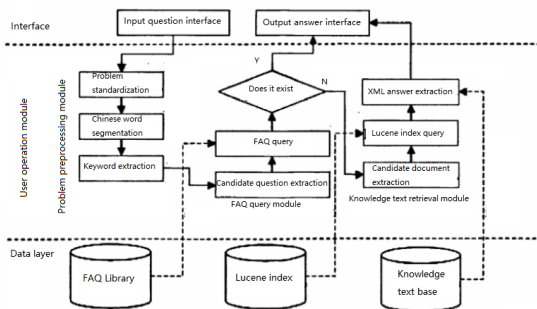 Interface
Input question interface
Output answer interface
User operation module
Problem preprocessing module
Problem
standardization
Chinese word
segmentation
Keyword extraction
Y
Does it exist
N
FAQ query
Candidate question extraction
FAQ query module
XML answer extraction
Lucene index query
Candidate document
extraction
Knowledge text retrieval module
Data layer
FAQ Library
Lucene index
Knowledge
text base